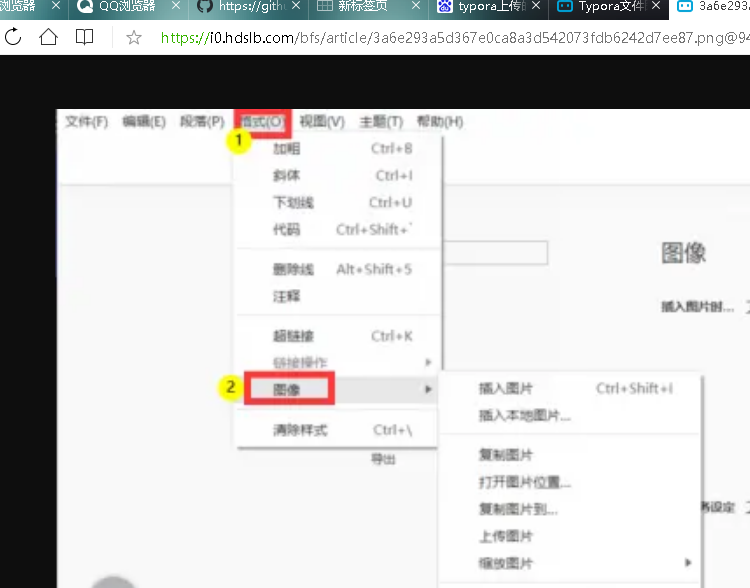 浏览器
QQ浏览器
https://gith
新标签页
typora上传的
Typora文件
3a6e293a
https://i0.hdslb.com/bfs/article/3a6e293a5d367e0ca8a3d542073fdb6242d7ee87.png@94
文件(F) 编辑(E) 段落(P) 格式(O) 视图(V) 主题(T) 帮助(H)
1
加粗 Ctrl+B
斜体 Ctrl+I
下划线 Ctrl+U
代码 Ctrl+Shift+`
图像
删除线 Alt+Shift+5
注释
插入图片时...
超链接 Ctrl+K
链接操作
2 图像
插入图片 Ctrl+Shift+I
插入本地图片...
清除样式 Ctrl+\
导出
复制图片
打开图片位置...
复制图片到...
务设定
上传图片
缩放图片